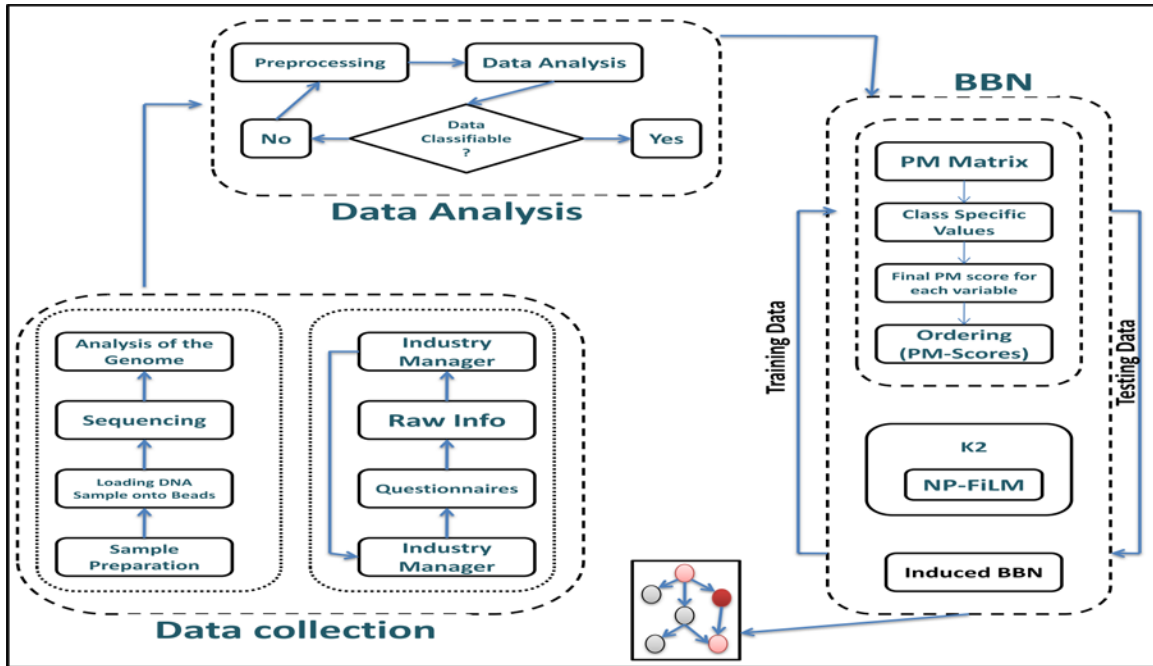 Preprocessing
Data Analysis
No
Data
Classifiable
?
Yes
Data Analysis
Analysis of the
Genome
Sequencing
Loading DNA
Sample onto Beads
Sample
Preparation
Industry
Manager
Raw Info
Questionnaires
Industry
Manager
Data collection
BBN
PM Matrix
Class Specific
Values
Final PM score for
each variable
Ordering
(PM-Scores)
Training Data
Testing Data
K2
NP-FiLM
Induced BBN